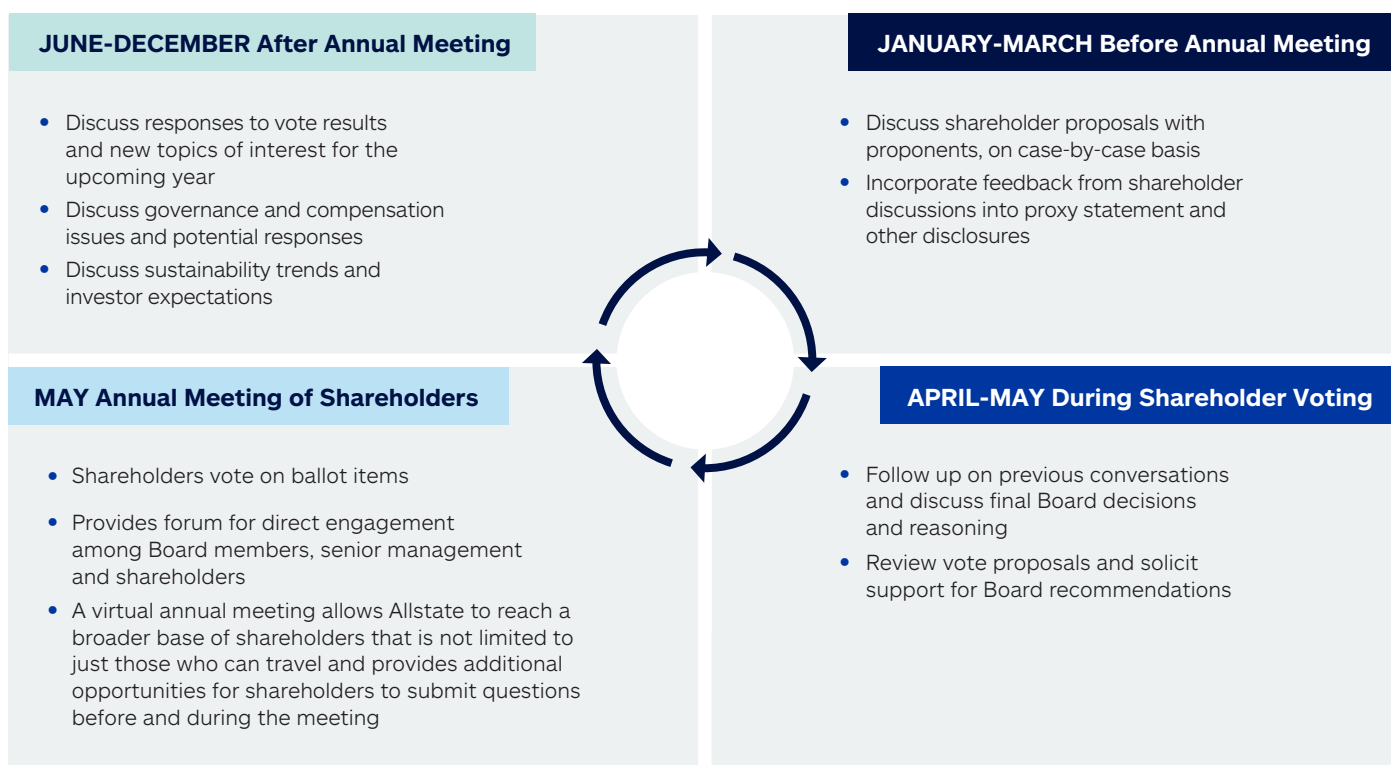 JUNE-DECEMBER After Annual Meeting
• Discuss responses to vote results
and new topics of interest for the
upcoming year
• Discuss governance and compensation
issues and potential responses
• Discuss sustainability trends and
investor expectations
JANUARY-MARCH Before Annual Meeting
• Discuss shareholder proposals with
proponents, on case-by-case basis
• Incorporate feedback from shareholder
discussions into proxy statement and
other disclosures
MAY Annual Meeting of Shareholders
• Shareholders vote on ballot items
• Provides forum for direct engagement
among Board members, senior management
and shareholders
• A virtual annual meeting allows Allstate to reach a
broader base of shareholders that is not limited to
just those who can travel and provides additional
opportunities for shareholders to submit questions
before and during the meeting
APRIL-MAY During Shareholder Voting
• Follow up on previous conversations
and discuss final Board decisions
and reasoning
• Review vote proposals and solicit
support for Board recommendations